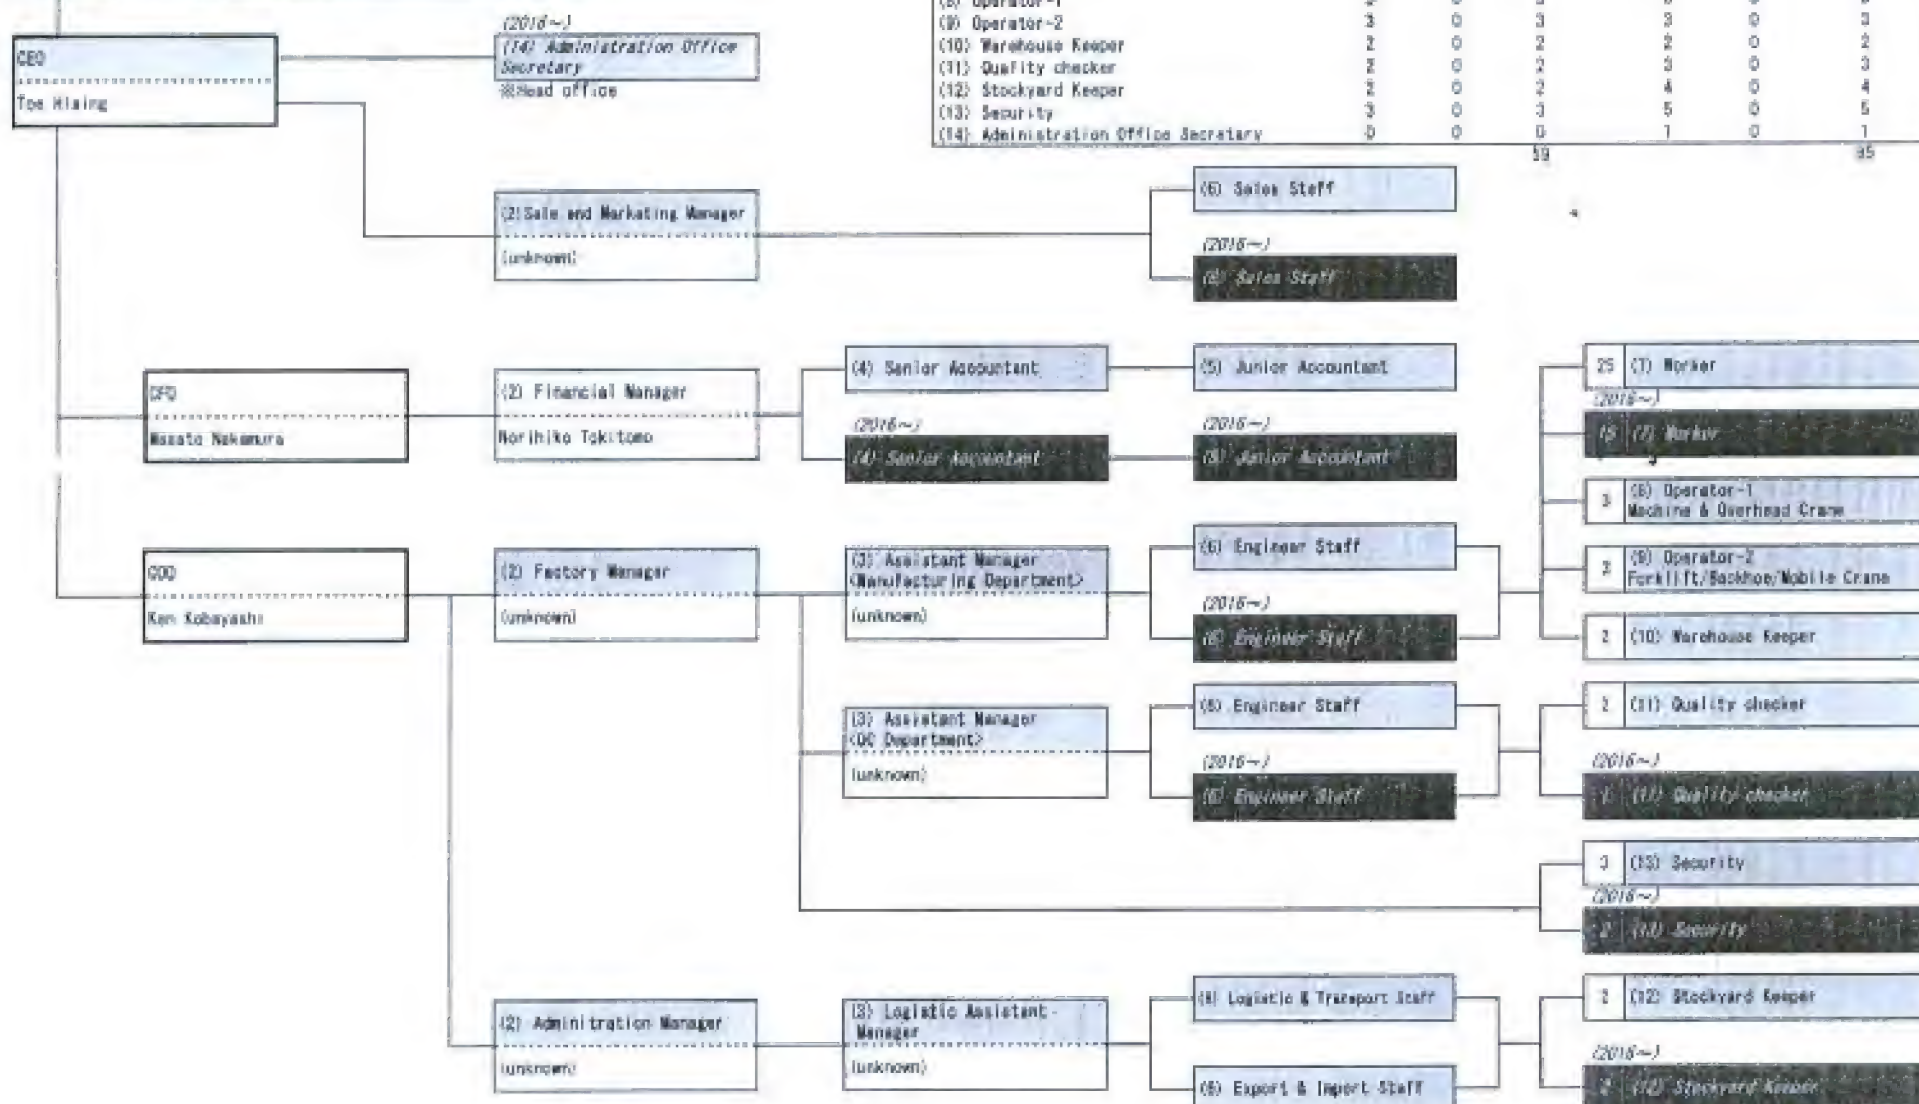 (8) Operator-1
(9) Operator-2 3 0 3 3 0 3
(10) Warehouse Keeper 2 0 2 2 0 2
(11) Quality checker 2 0 2 3 0 3
(12) Stockyard Keeper 2 0 2 4 0 4
(13) Security 3 0 3 5 0 5
(14) Administration Office Secretary 0 0 0 1 0 1
59 95
CEO
(2016~)
(14) Administration Office
Secretary
※Head office
(2)Sale and Marketing Manager
(unknown)
(6) Sales Staff
(2016~)
(6) Sales Staff
CFO
Masato Nakamura
(2) Financial Manager
Norihiko Tokitomo
(4) Senior Accountant
(2016~)
(4) Senior Accountant
(5) Junior Accountant
(2016~)
(5) Junior Accountant
25 (7) Worker
(2016~)
15 (7) Worker
3 (8) Operator-1
Machine & Overhead Crane
3 (9) Operator-2
Forklift/Backhoe/Mobile Crane
2 (10) Warehouse Keeper
COO
Ken Kobayashi
(2) Factory Manager
(unknown)
(3) Assistant Manager
<Manufacturing Department>
(unknown)
(6) Engineer Staff
(2016~)
(6) Engineer Staff
(3) Assistant Manager
<QC Department>
(unknown)
(6) Engineer Staff
(2016~)
(6) Engineer Staff
2 (11) Quality checker
(2016~)
1 (11) Quality checker
3 (13) Security
(2016~)
2 (13) Security
(2) Adminitration Manager
(unknown)
(3) Logistic Assistant
Manager
(unknown)
(6) Logistic & Transport Staff
(6) Export & Import Staff
2 (12) Stockyard Keeper
(2016~)
2 (12) Stockyard Keeper